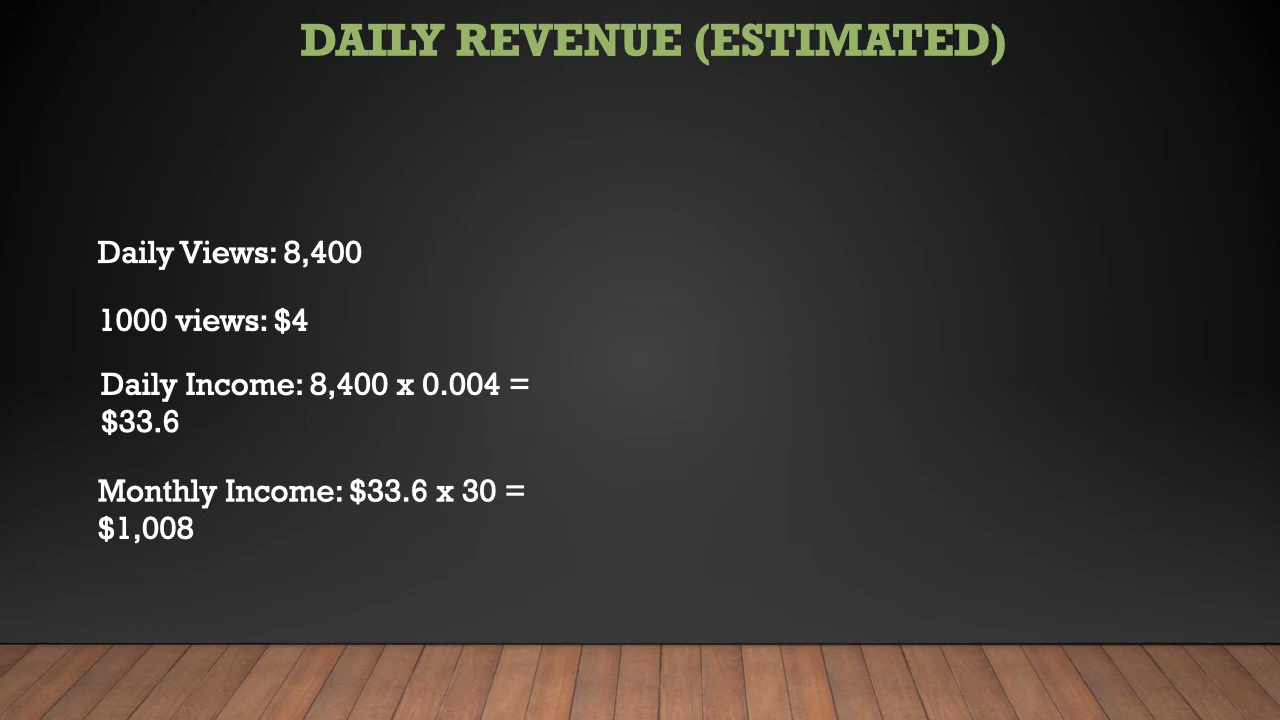 DAILY REVENUE (ESTIMATED)
Daily Views: 8,400
1000 views: $4
Daily Income: 8,400 x 0.004 =
$33.6
Monthly Income: $33.6 x 30 =
$1,008